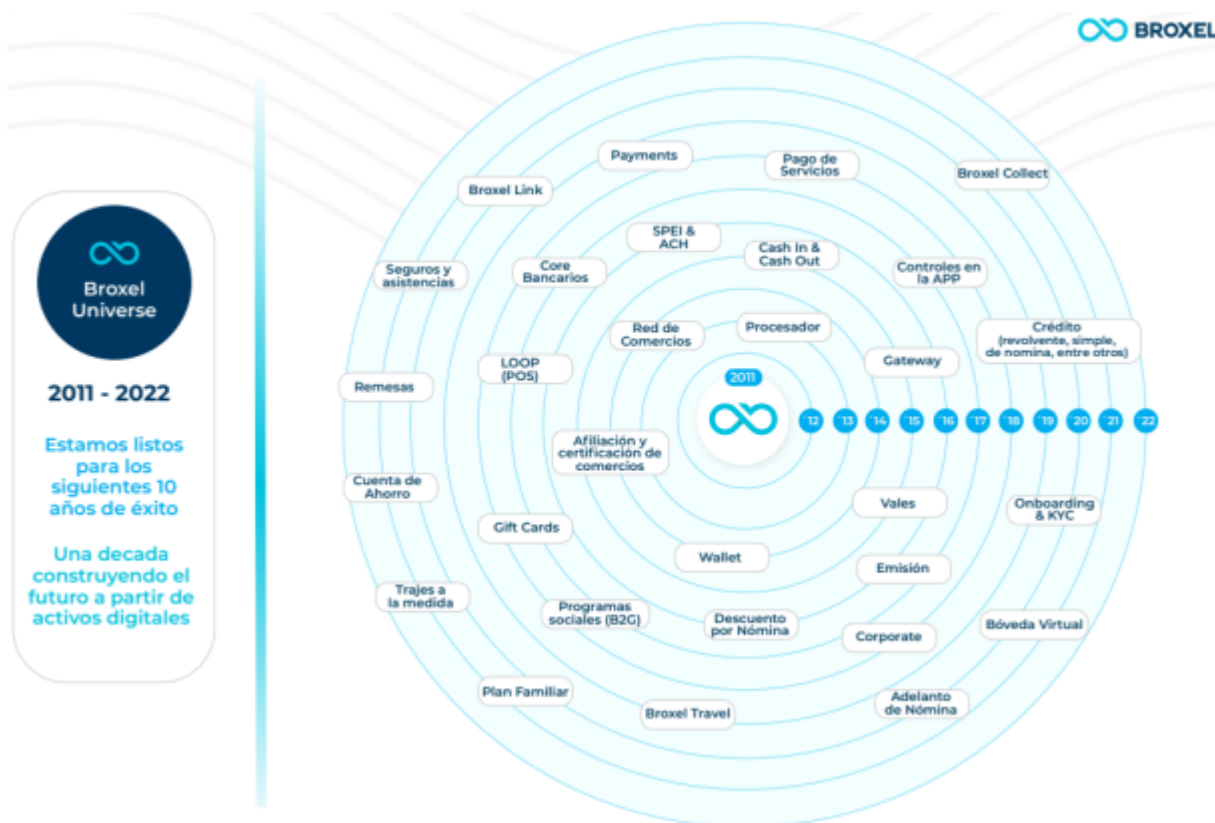 BROXEL
Broxel
Universe
2011 - 2022
Estamos listos
para los
siguientes 10
años de éxito
Una decada
construyendo el
futuro a partir de
activos digitales
Payments
Pago de
Servicios
Broxel Collect
Broxel Link
SPEI &
ACH
Cash In &
Cash Out
Seguros y
asistencias
Core
Bancarios
Controles en
la APP
Red de
Comercios
Procesador
Crédito
(revolvente, simple,
de nomina, entre otros)
LOOP
(POS)
Gateway
Remesas
2011
´12
´13
´14
´15
´16
´17
´18
´19
´20
´21
´22
Afiliación y
certificación de
comercios
Cuenta de
Ahorro
Vales
Onboarding
& KYC
Gift Cards
Wallet
Emisión
Trajes a
la medida
Programas
sociales (B2G)
Descuento
por Nómina
Corporate
Bóveda Virtual
Plan Familiar
Broxel Travel
Adelanto
de Nómina